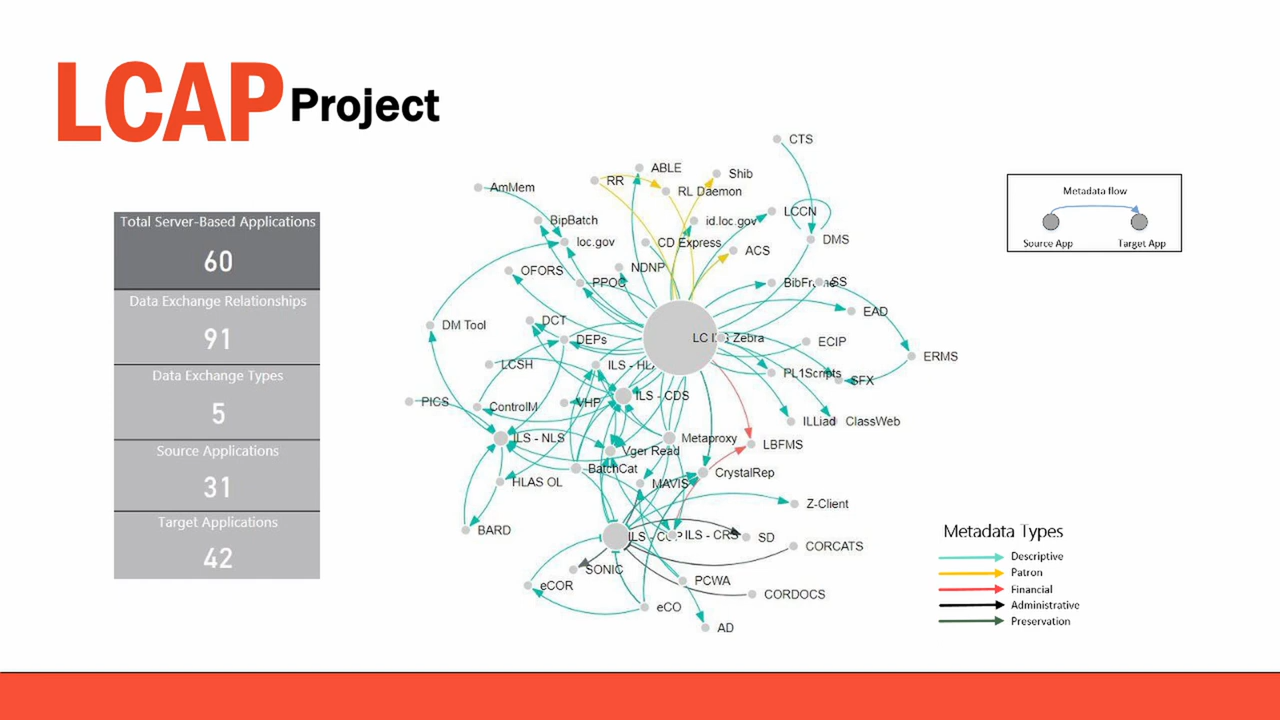 LCAP Project
Total Server-Based Applications
60
Data Exchange Relationships
91
Data Exchange Types
5
Source Applications
31
Target Applications
42
CTS
ABLE
Shib
RR
RL Daemon
AmMem
LCCN
BipBatch
id.loc.gov
DMS
loc.gov
CD Express
ACS
NDNP
OFORS
PPOC
SS
EAD
DCT
DM Tool
DEPs
LC
Zebra
ECIP
ERMS
LCSH
PL1Scripts
SFX
ILS - CDS
PICS
ControlM
VHP
ILLiad
ClassWeb
ILS - NLS
Metaproxy
LBFMS
Vger Read
BatchCat
CrystalRep
HLAS OL
MAVIS
Z-Client
BARD
ILS - CRS
SD
CORCATS
SONIC
eCOR
PCWA
CORDOCS
eCO
AD
Metadata flow
Source App
Target App
Metadata Types
Descriptive
Patron
Financial
Administrative
Preservation